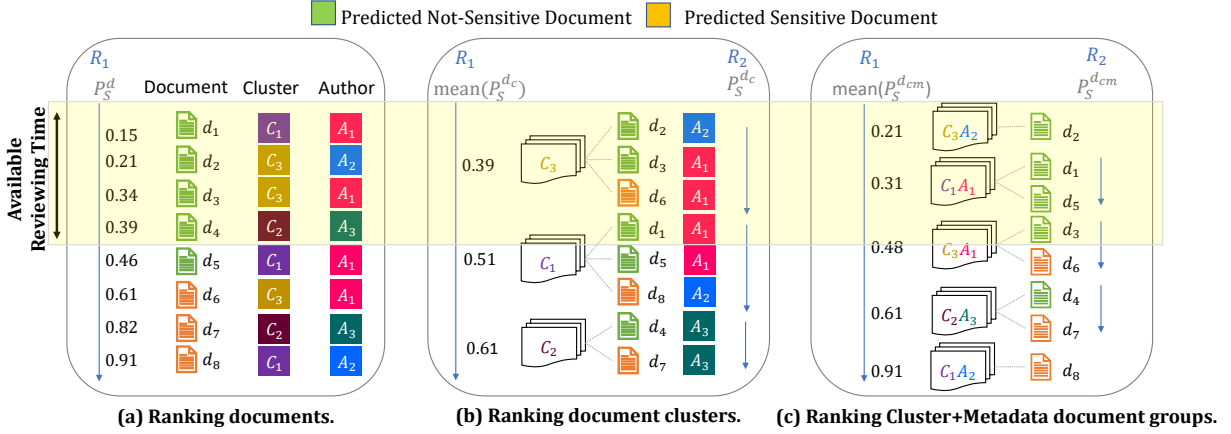 Predicted Not-Sensitive Document Predicted Sensitive Document
Available
Reviewing Time
R₁
P_S^d Document Cluster Author
0.15 d₁ C₁ A₁
0.21 d₂ C₃ A₂
0.34 d₃ C₃ A₁
0.39 d₄ C₂ A₃
0.46 d₅ C₁ A₁
0.61 d₆ C₃ A₁
0.82 d₇ C₂ A₃
0.91 d₈ C₁ A₂
(a) Ranking documents.
R₁ R₂
mean(P_S^{d_c}) P_S^{d_c}
d₂ A₂
0.39 C₃ d₃ A₁
d₆ A₁
d₁ A₁
0.51 C₁ d₅ A₁
d₈ A₂
0.61 C₂ d₄ A₃
d₇ A₃
(b) Ranking document clusters.
R₁ R₂
mean(P_S^{d_{cm}}) P_S^{d_{cm}}
0.21 C₃A₂ d₂
0.31 C₁A₁ d₁
d₅
0.48 C₃A₁ d₃
d₆
0.61 C₂A₃ d₄
d₇
0.91 C₁A₂ d₈
(c) Ranking Cluster+Metadata document groups.